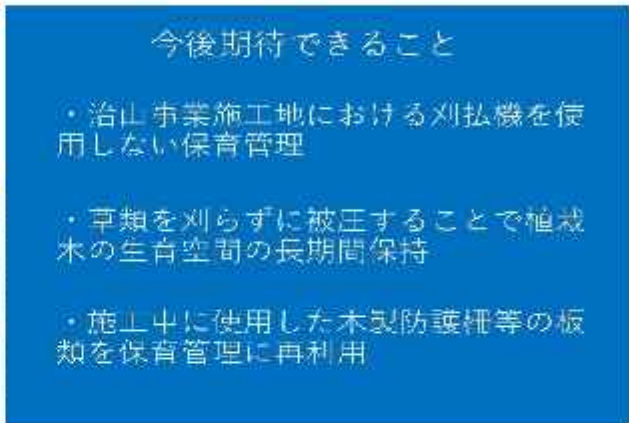 今後期待できること
・治山事業施工地における刈払機を使
用しない保育管理
・草類を刈らずに被圧することで植栽
木の生育空間の長期間保持
・施工中に使用した木製防護柵等の板
類を保育管理に再利用